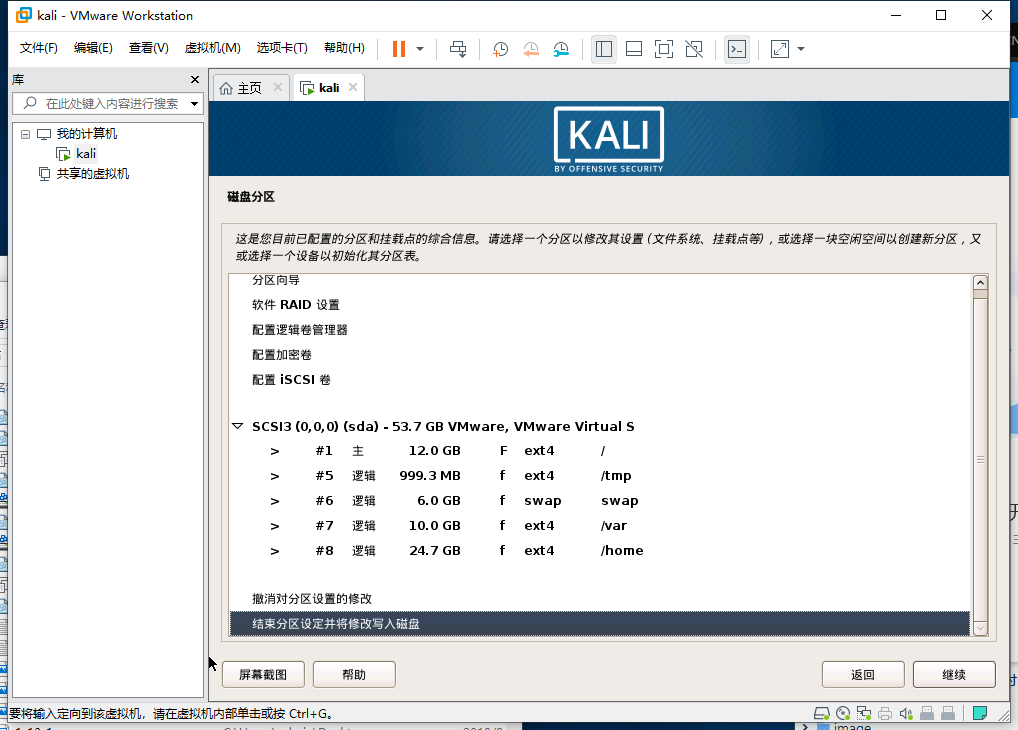 kali - VMware Workstation
文件(F) 编辑(E) 查看(V) 虚拟机(M) 选项卡(T) 帮助(H)
库
在此处键入内容进行搜索
我的计算机
kali
共享的虚拟机
主页 kali
KALI
BY OFFENSIVE SECURITY
磁盘分区
这是您目前已配置的分区和挂载点的综合信息。请选择一个分区以修改其设置 (文件系统、挂载点等) ，或选择一块空闲空间以创建新分区，又
或选择一个设备以初始化其分区表。
分区向导
软件 RAID 设置
配置逻辑卷管理器
配置加密卷
配置 iSCSI 卷
SCSI3 (0,0,0) (sda) - 53.7 GB VMware, VMware Virtual S
> #1 主 12.0 GB F ext4 /
> #5 逻辑 999.3 MB f ext4 /tmp
> #6 逻辑 6.0 GB f swap swap
> #7 逻辑 10.0 GB f ext4 /var
> #8 逻辑 24.7 GB f ext4 /home
撤消对分区设置的修改
结束分区设定并将修改写入磁盘
屏幕截图 帮助 返回 继续
要将输入定向到该虚拟机，请在虚拟机内部单击或按 Ctrl+G。
image